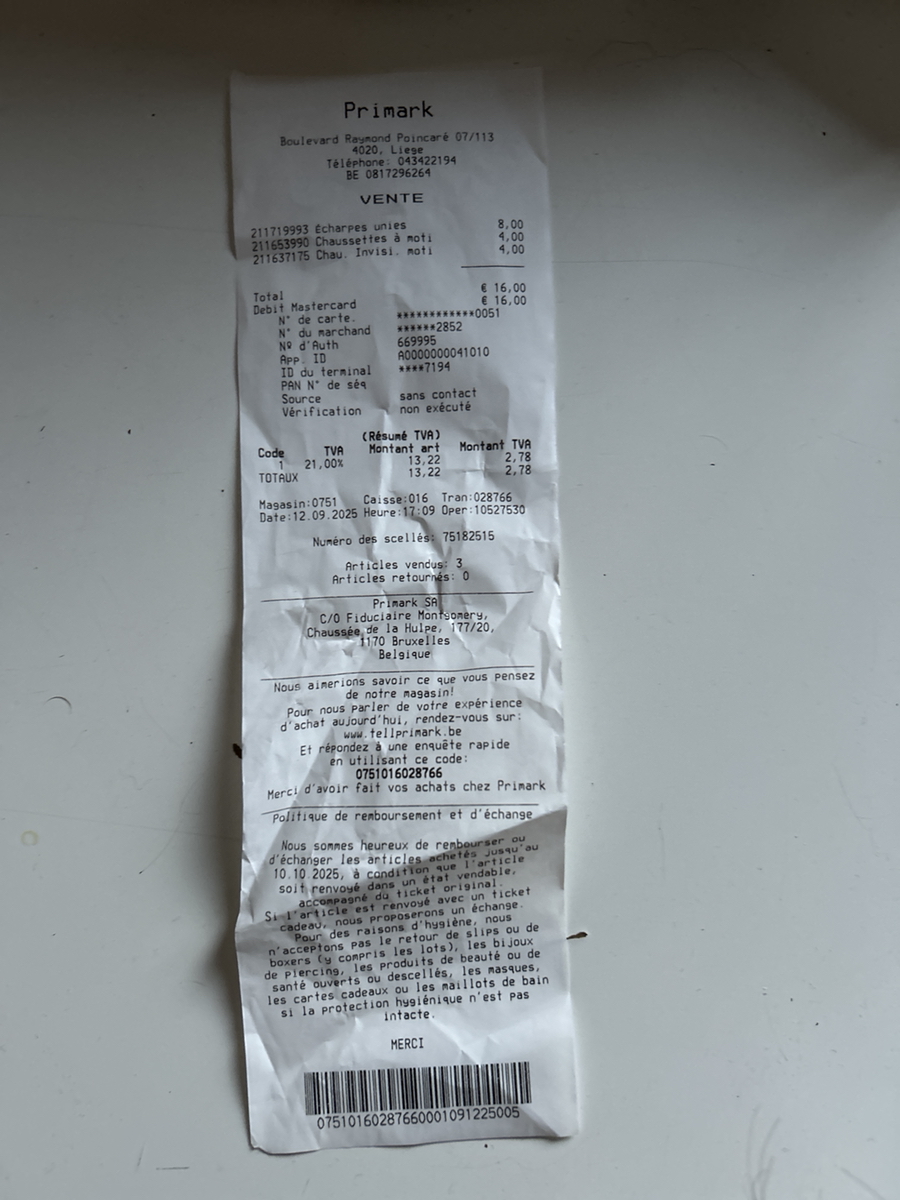 Primark
Boulevard Raymond Poincaré 07/113
4020, Liege
Téléphone: 043422194
BE 0817296264
VENTE
211719993 Écharpes unies 8,00
211653990 Chaussettes à moti 4,00
211637175 Chau. Invisi. moti 4,00
Total € 16,00
Debit Mastercard € 16,00
N° de carte. ************0051
N° du marchand ******2852
Nº d'Auth 669995
App. ID A0000000041010
ID du terminal ****7194
PAN N° de séq
Source sans contact
Vérification non exécuté
(Résumé TVA)
Code TVA Montant art Montant TVA
1 21,00% 13,22 2,78
TOTAUX 13,22 2,78
Magasin:0751 Caisse:016 Tran:028766
Date:12.09.2025 Heure:17:09 Oper:10527530
Numéro des scellés: 75182515
Articles vendus: 3
Articles retournés: 0
Primark SA
C/O Fiduciaire Montgomery,
Chaussée de la Hulpe, 177/20,
1170 Bruxelles
Belgique
Nous aimerions savoir ce que vous pensez
de notre magasin!
Pour nous parler de votre expérience
d'achat aujourd'hui, rendez-vous sur:
www.tellprimark.be
Et répondez à une enquête rapide
en utilisant ce code:
0751016028766
Merci d'avoir fait vos achats chez Primark
Politique de remboursement et d'échange
Nous sommes heureux de rembourser ou
d'échanger les articles achetés jusqu'au
10.10.2025, à condition que l'article
soit renvoyé dans un état vendable,
accompagné du ticket original.
Si l'article est renvoyé avec un ticket
cadeau, nous proposerons un échange.
Pour des raisons d'hygiène, nous
n'acceptons pas le retour de slips ou de
boxers (y compris les lots), les bijoux
de piercing, les produits de beauté ou de
santé ouverts ou descellés, les masques,
les cartes cadeaux ou les maillots de bain
si la protection hygiénique n'est pas
intacte.
MERCI
07510160287660001091225005